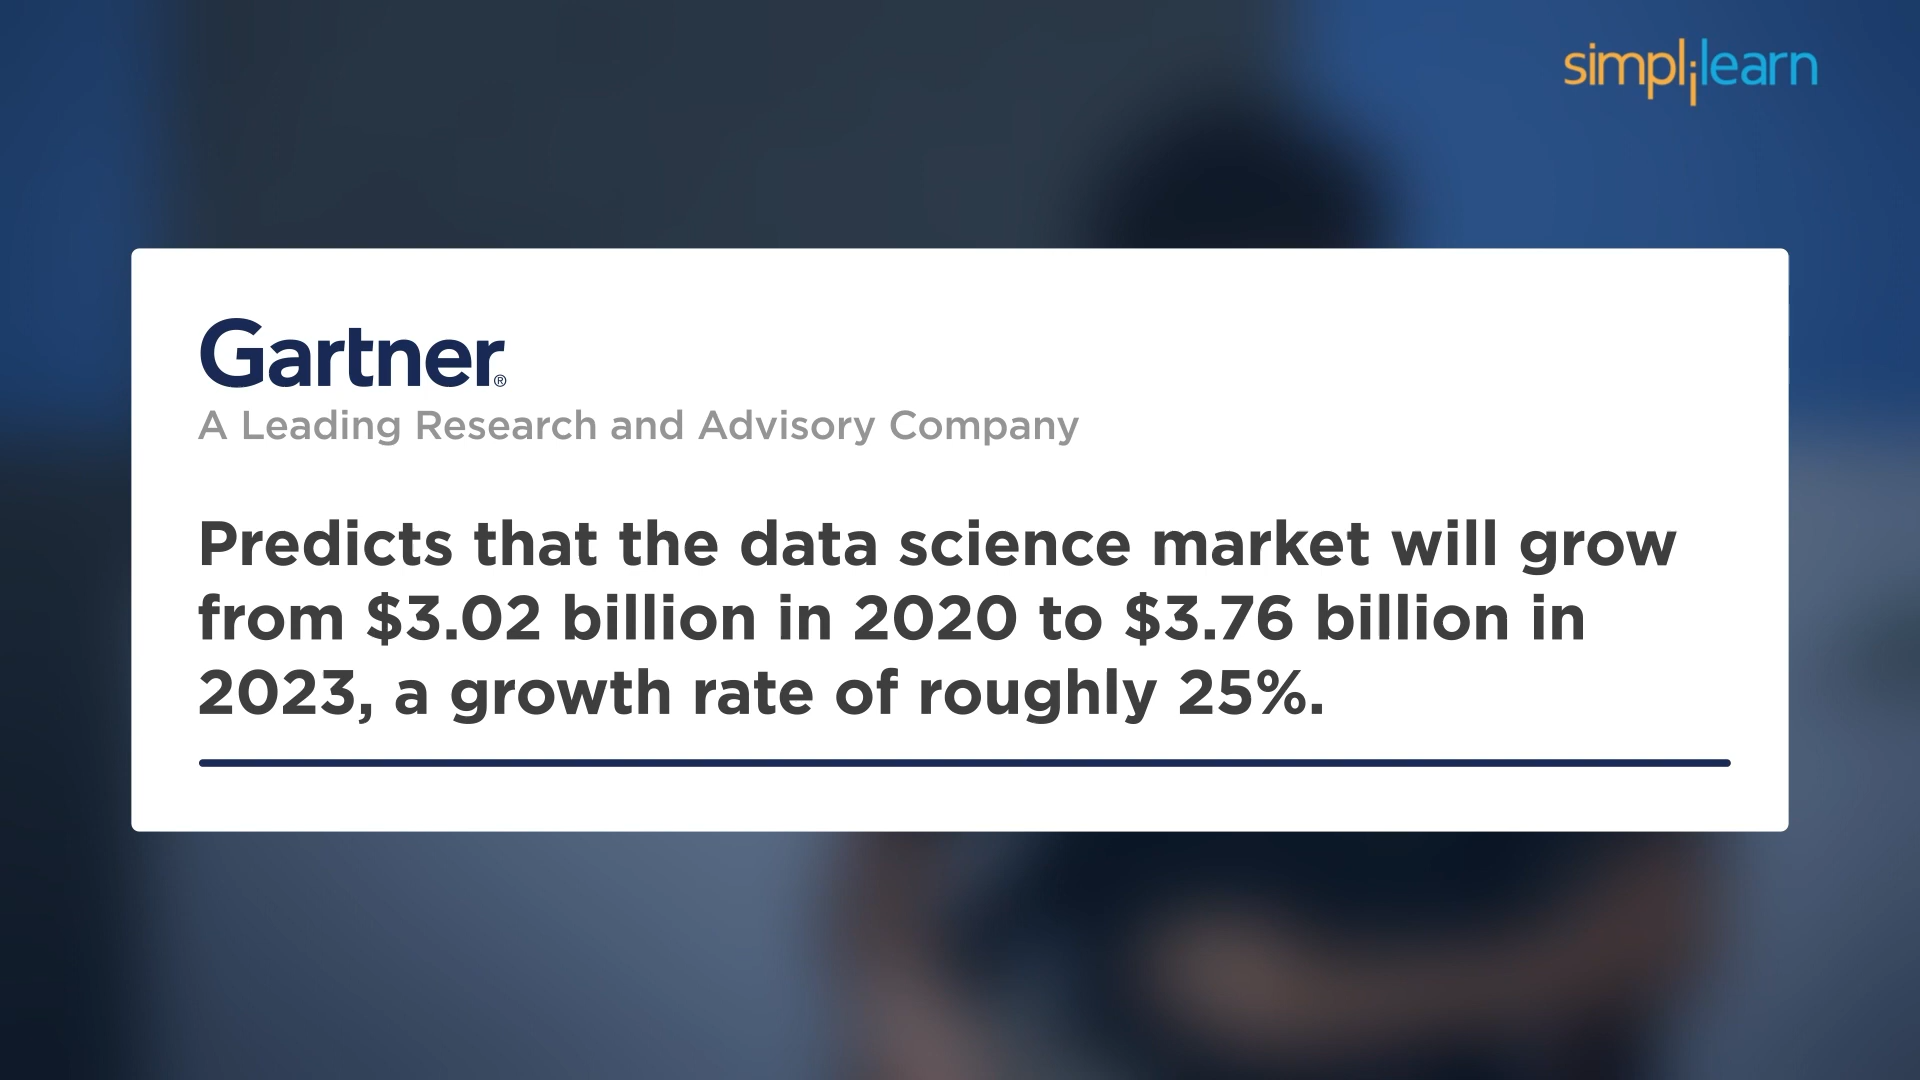 simplilearn
Gartner®
A Leading Research and Advisory Company
Predicts that the data science market will grow
from $3.02 billion in 2020 to $3.76 billion in
2023, a growth rate of roughly 25%.